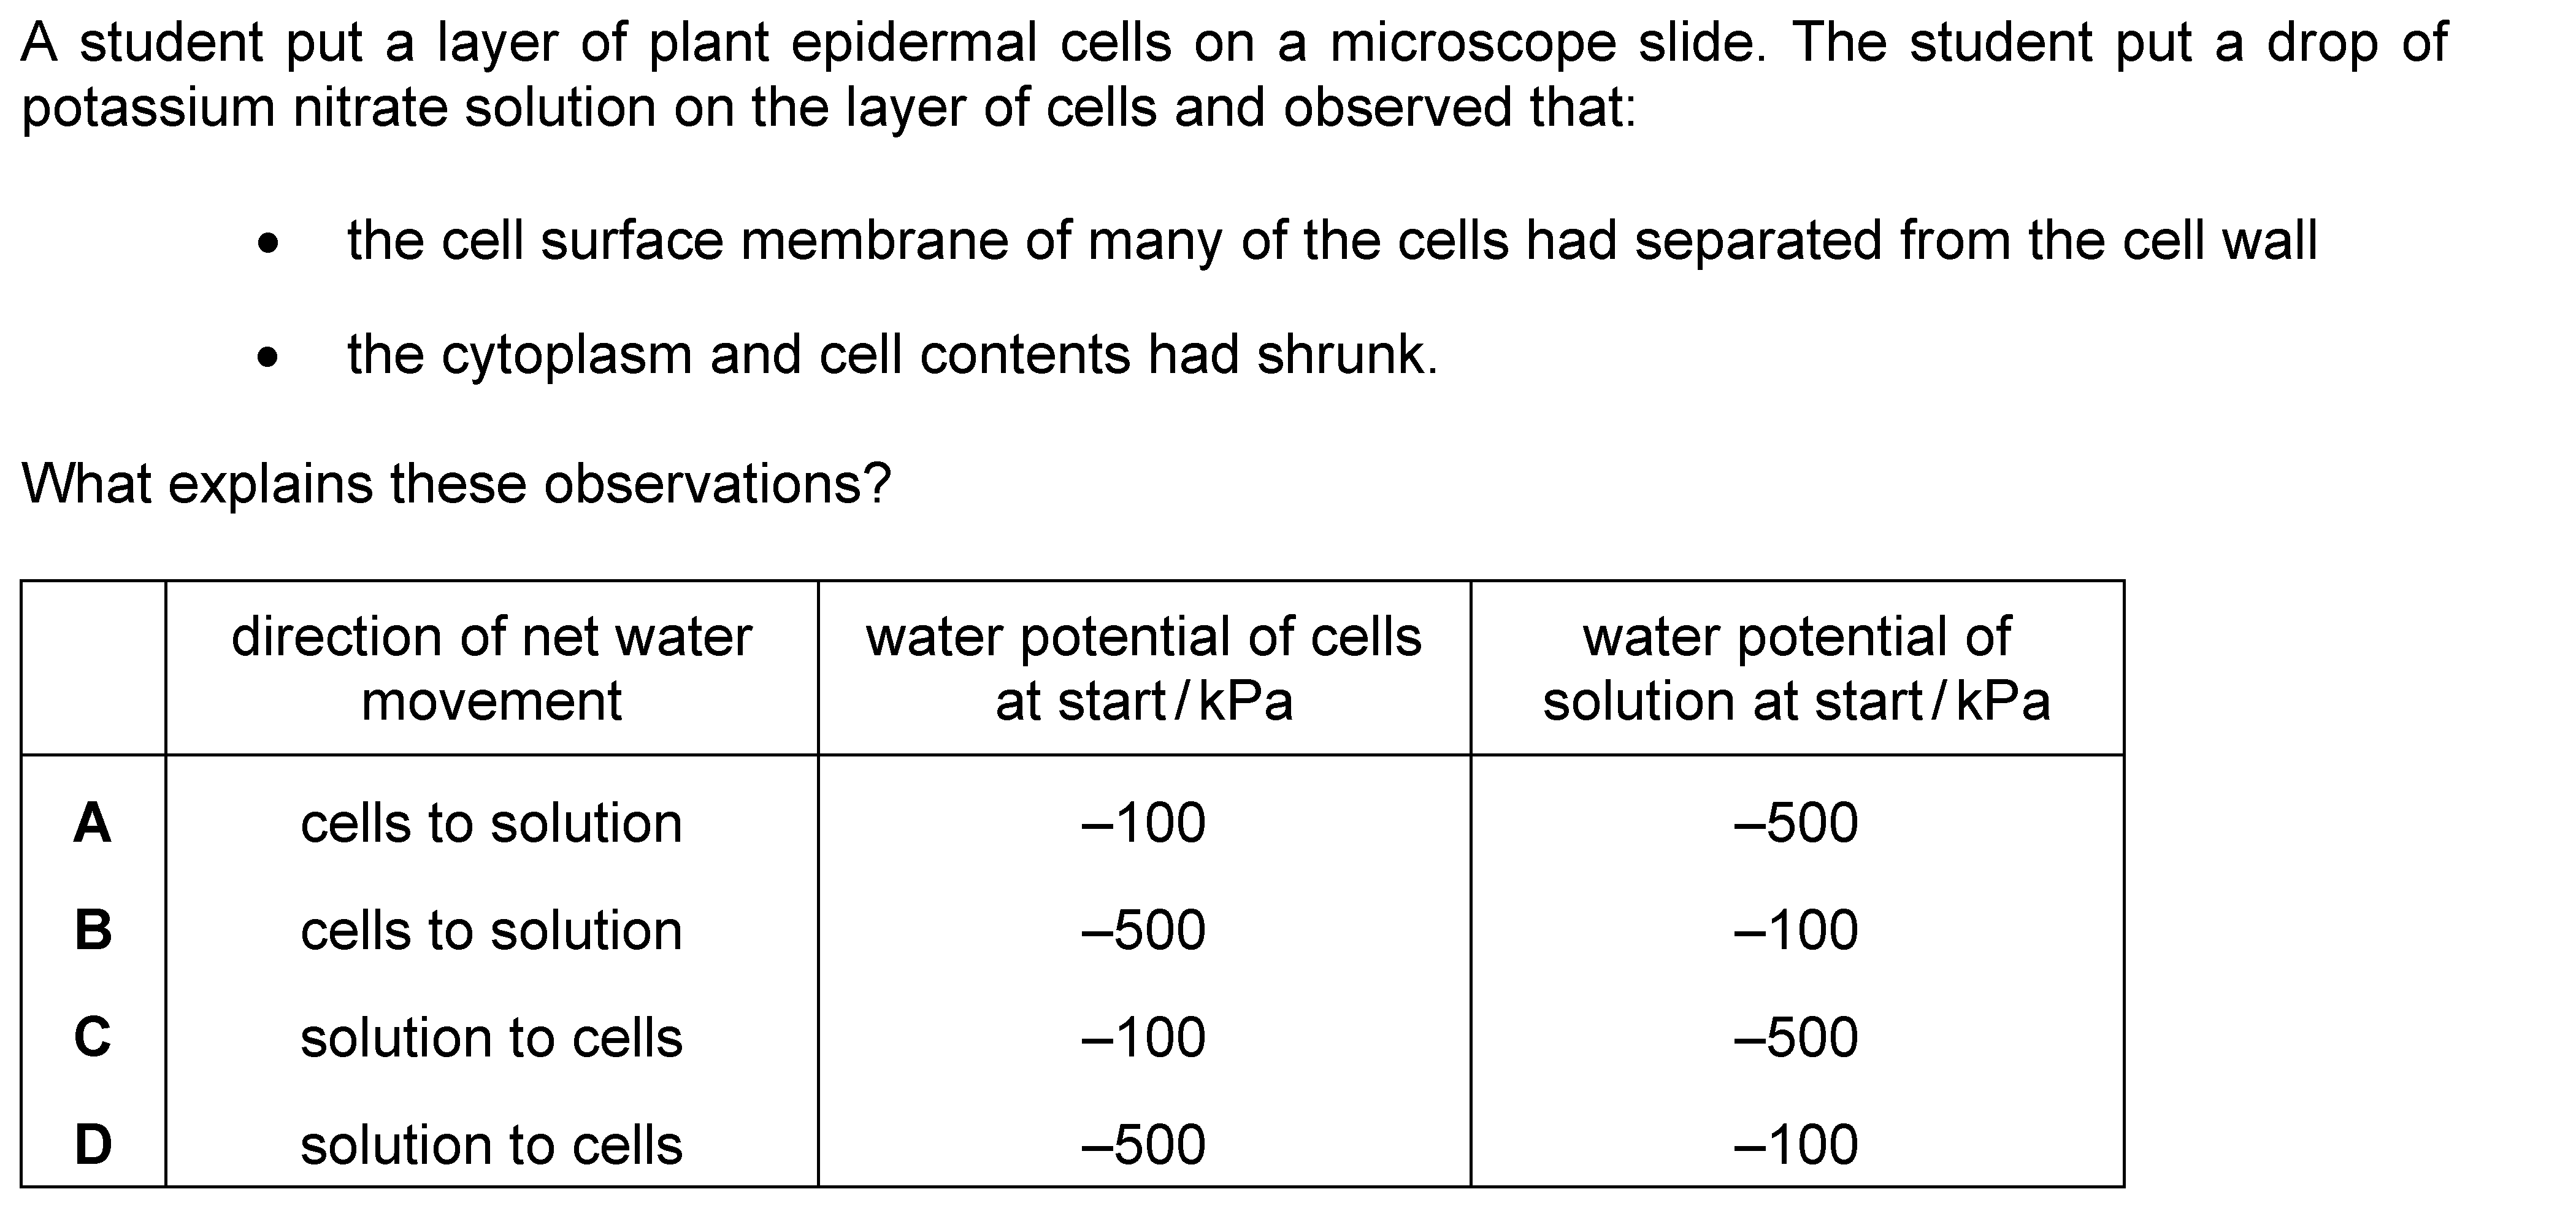 A student put a layer of plant epidermal cells on a microscope slide. The student put a drop of
potassium nitrate solution on the layer of cells and observed that:
• the cell surface membrane of many of the cells had separated from the cell wall
• the cytoplasm and cell contents had shrunk.
What explains these observations?
direction of net water movement water potential of cells at start / kPa water potential of solution at start / kPa
A cells to solution –100 –500
B cells to solution –500 –100
C solution to cells –100 –500
D solution to cells –500 –100